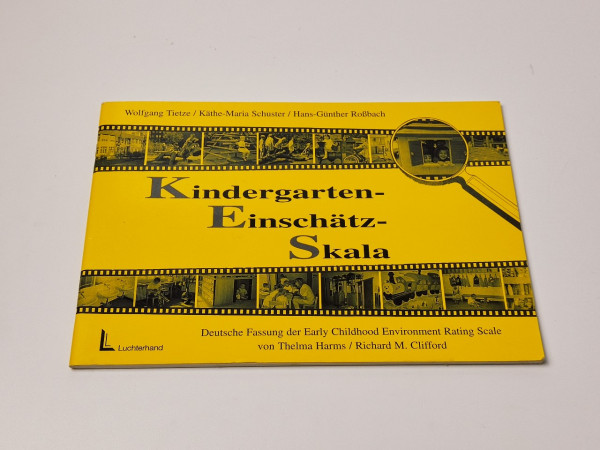 Wolfgang Tietze / Käthe-Maria Schuster / Hans-Günther Roßbach
Kindergarten-
Einschätz-
Skala
Deutsche Fassung der Early Childhood Environment Rating Scale
von Thelma Harms / Richard M. Clifford
Luchterhand